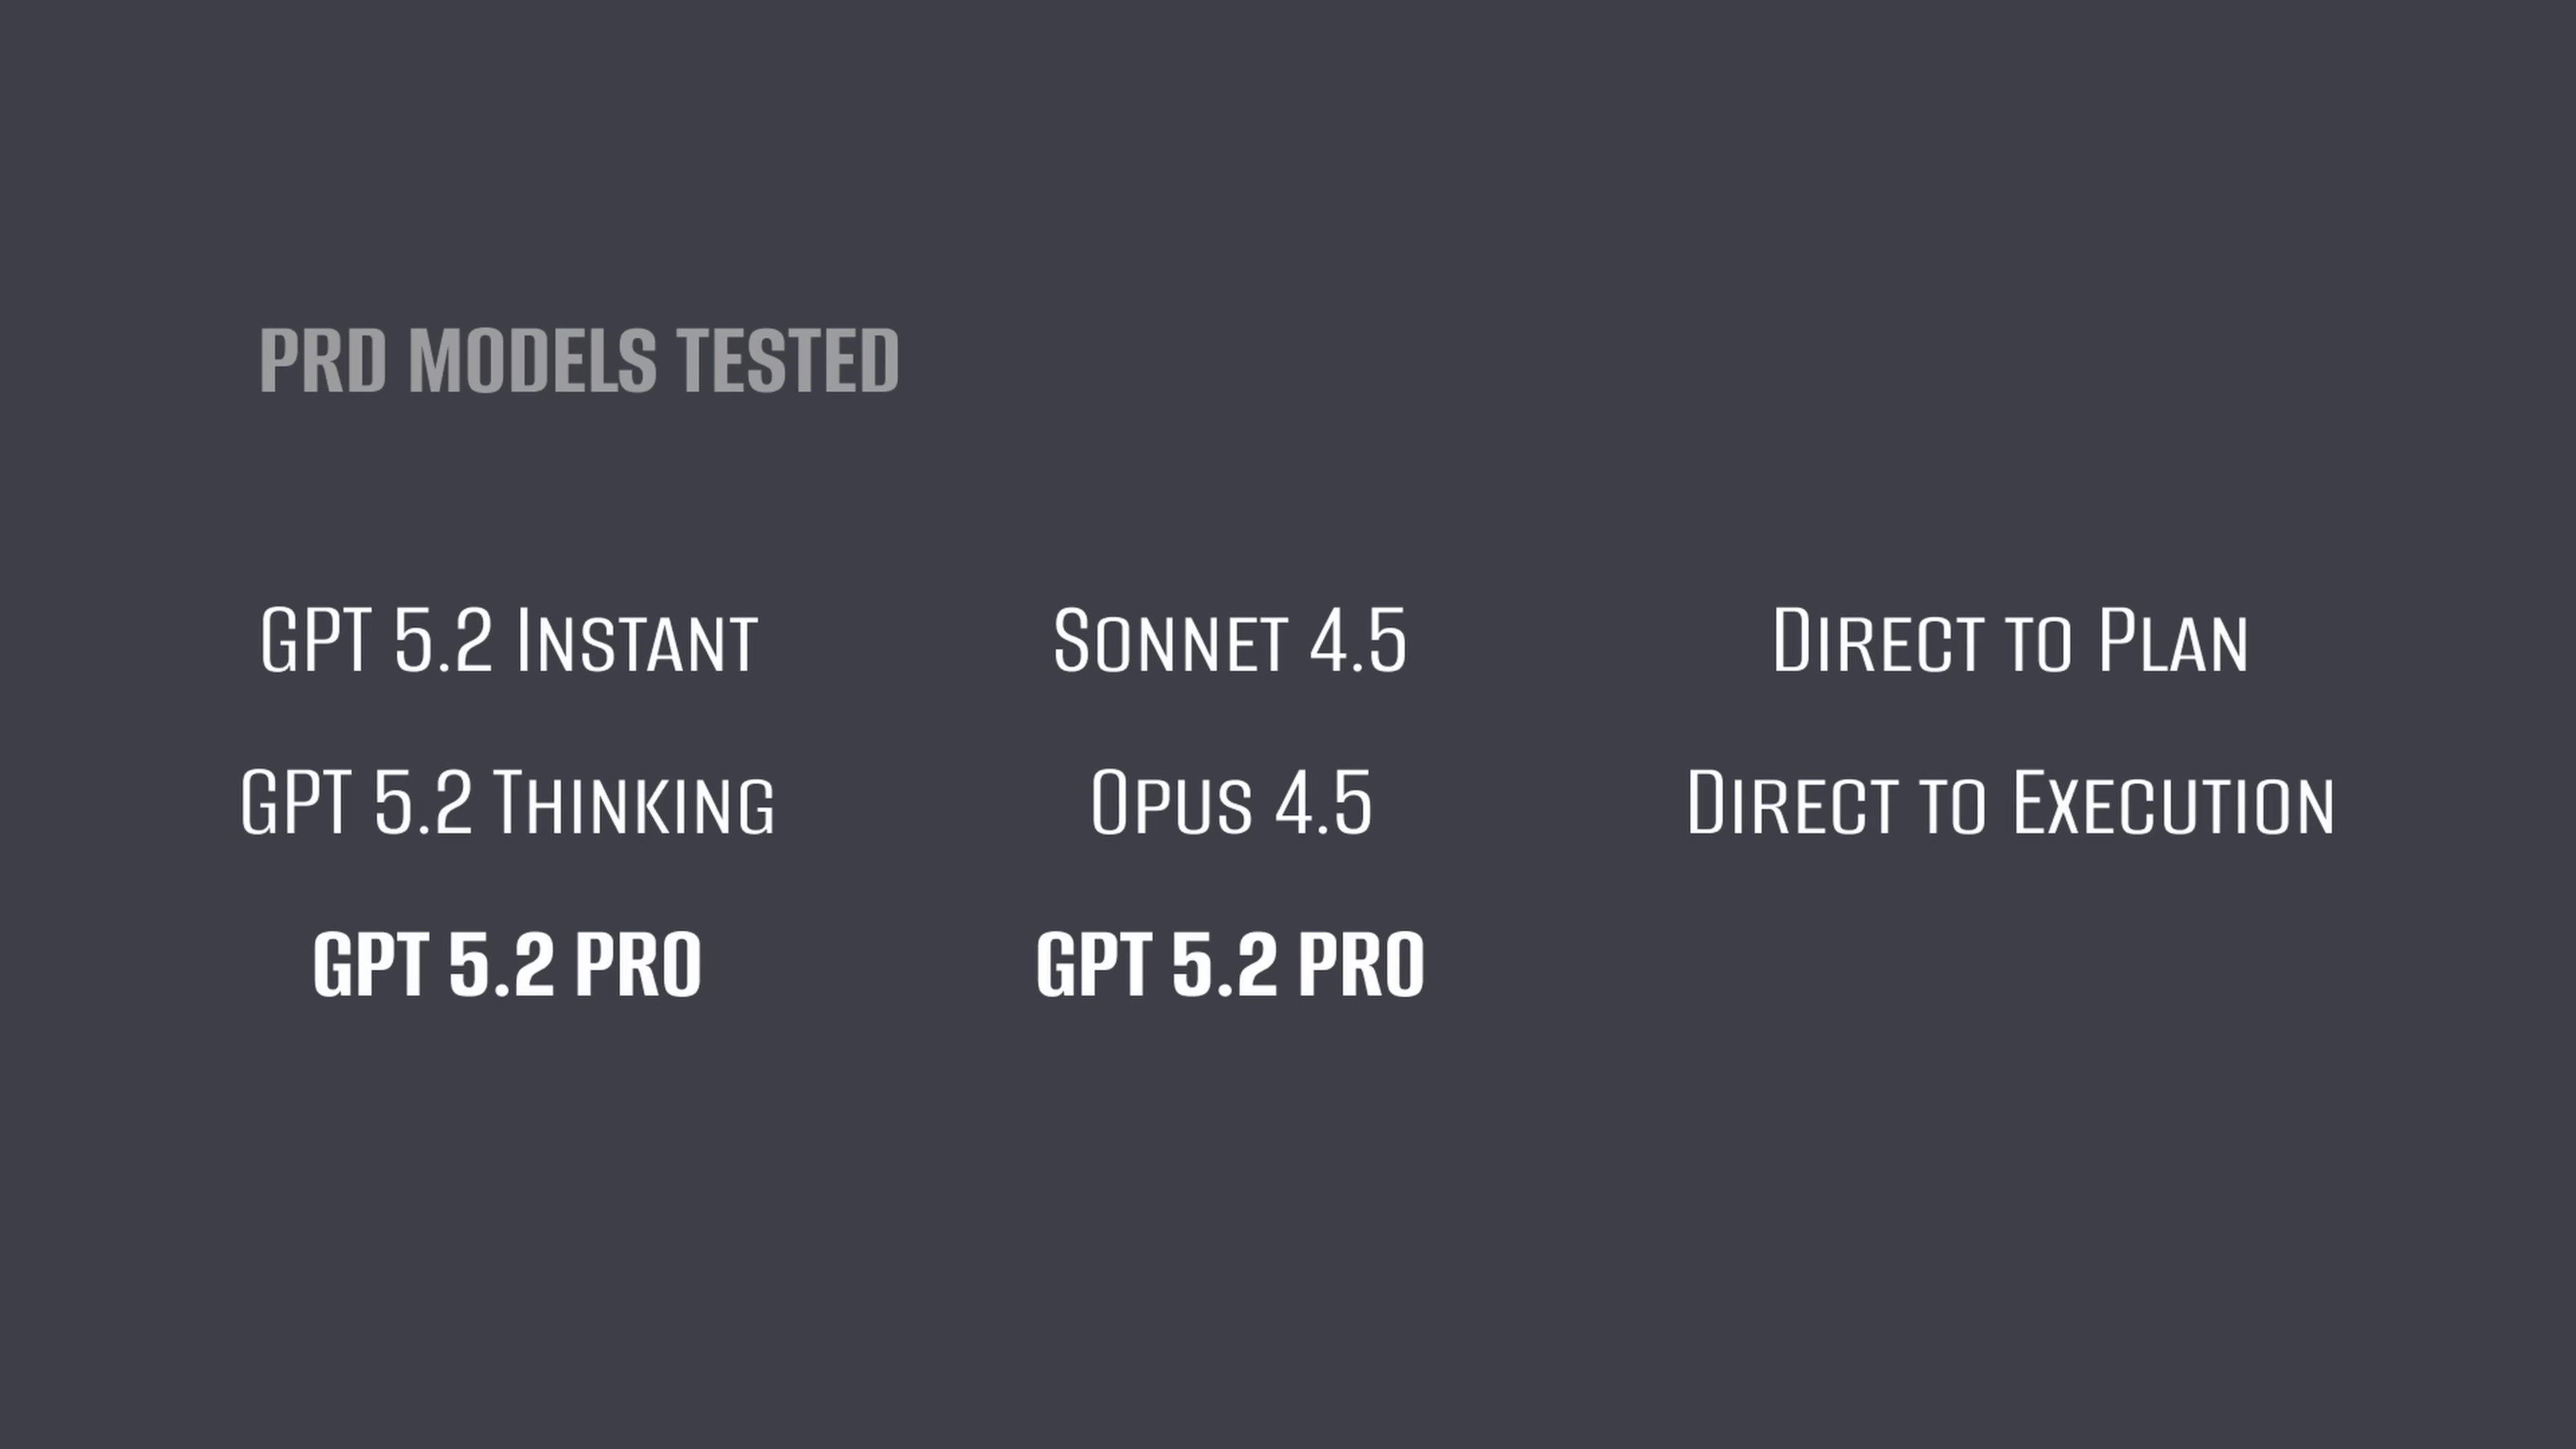 PRD MODELS TESTED
GPT 5.2 Instant
Sonnet 4.5
Direct to Plan
GPT 5.2 Thinking
Opus 4.5
Direct to Execution
GPT 5.2 PRO
GPT 5.2 PRO